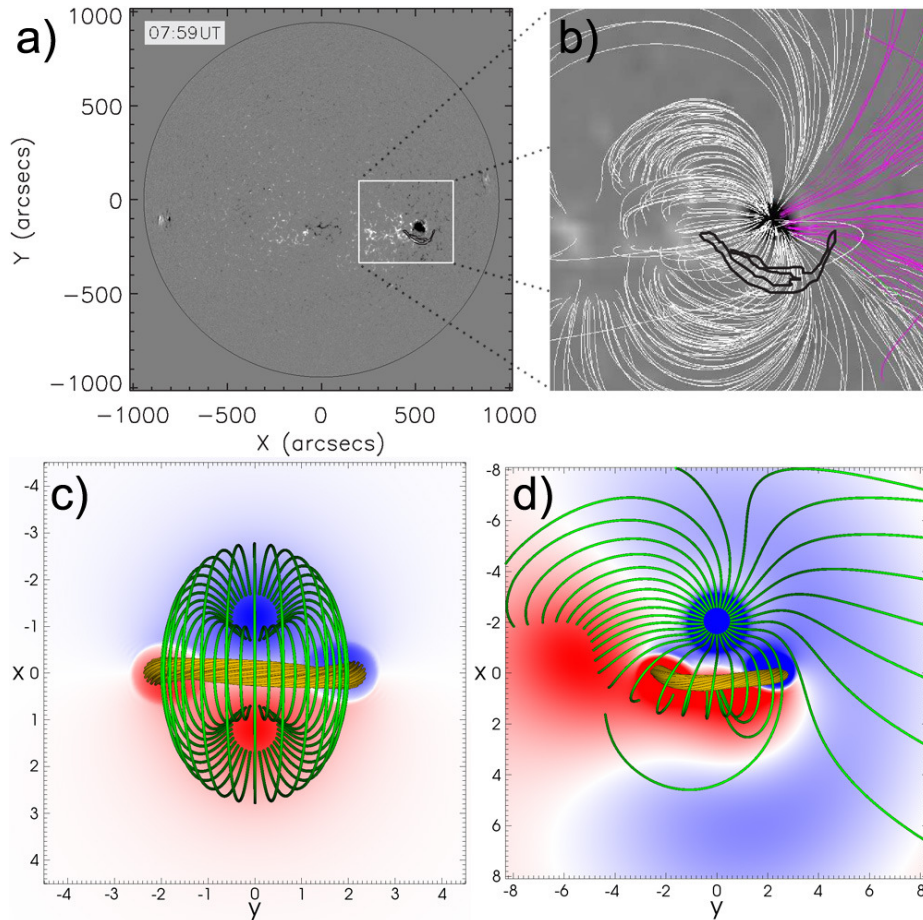 a)
07:59UT
1000
500
0
−500
−1000
Y (arcsecs)
−1000 −500 0 500 1000
X (arcsecs)
b)
c)
-4
-3
-2
-1
X 0
1
2
3
4
-4 -3 -2 -1 0 1 2 3 4
y
d)
-8
-6
-4
-2
X 0
2
4
6
8
-8 -6 -4 -2 0 2 4 6 8
y